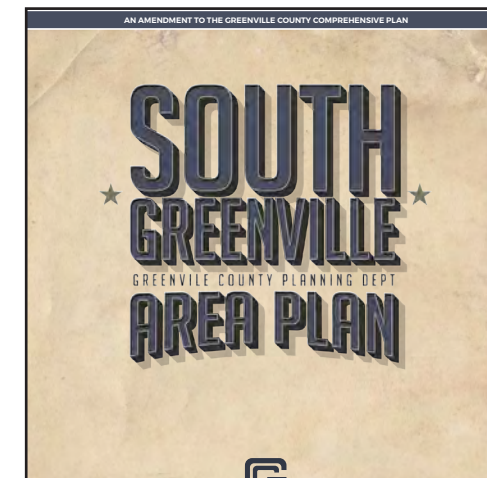 AN AMENDMENT TO THE GREENVILLE COUNTY COMPREHENSIVE PLAN
SOUTH
GREENVILLE
GREENVILE COUNTY PLANNING DEPT
AREA PLAN